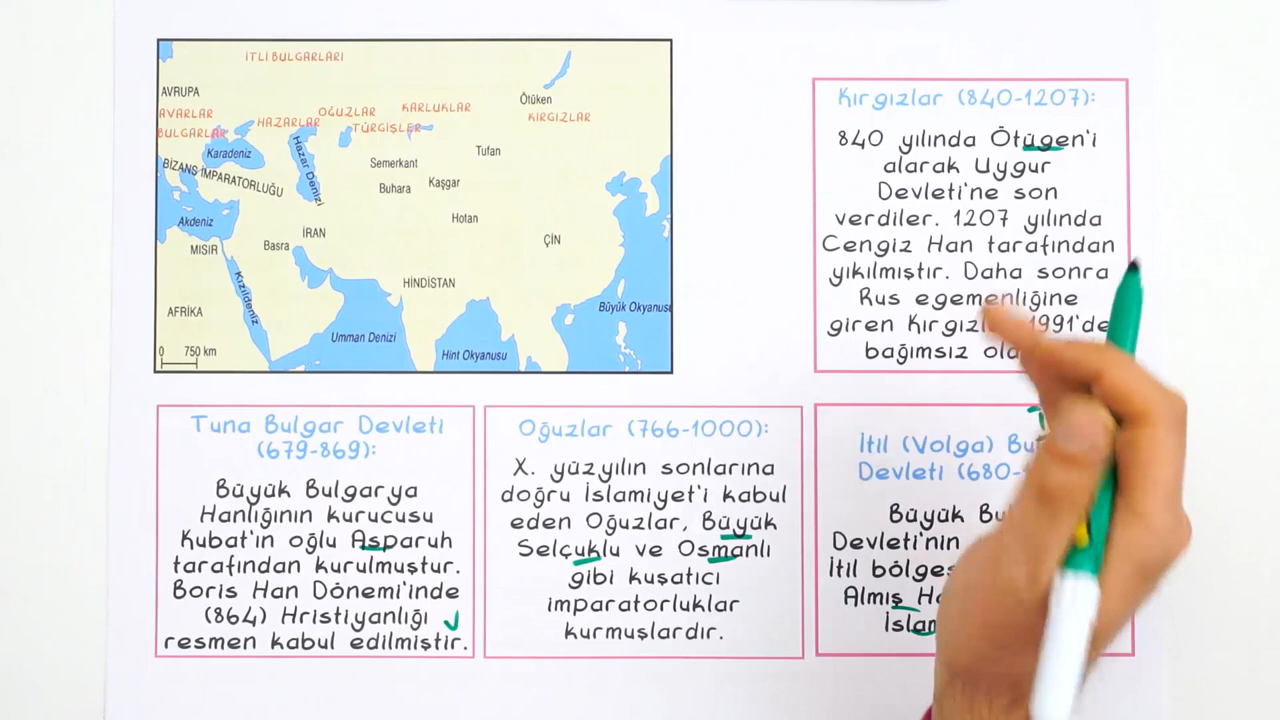 İTLİ BULGARLARI
AVRUPA
AVARLAR
BULGARLAR
HAZARLAR
OĞUZLAR
TÜRGİŞLER
KARLUKLAR
Ötüken
KIRGIZLAR
Karadeniz
Hazar Denizi
BİZANS İMPARATORLUĞU
Semerkant
Tufan
Buhara
Kaşgar
Hotan
Akdeniz
MISIR
Basra
İRAN
ÇİN
Kızıldeniz
HİNDİSTAN
AFRİKA
Umman Denizi
Hint Okyanusu
Büyük Okyanusu
0 750 km
Kırgızlar (840-1207):
840 yılında Ötügen'i
alarak Uygur
Devleti'ne son
verdiler. 1207 yılında
Cengiz Han tarafından
yıkılmıştır. Daha sonra
Rus egemenliğine
giren 1991'de
bağımsız
Tuna Bulgar Devleti
(679-869):
Büyük Bulgarya
Hanlığının kurucusu
Kubat'ın oğlu Asparuh
tarafından kurulmuştur.
Boris Han Dönemi'inde
(864) Hristiyanlığı
resmen kabul edilmiştir.
Oğuzlar (766-1000):
X. yüzyılın sonlarına
doğru İslamiyet'i kabul
eden Oğuzlar, Büyük
Selçuklu ve Osmanlı
gibi kuşatıcı
imparatorluklar
kurmuşlardır.
İtil (Volga)
Devleti (680-
Büyük
Devleti'nin
İtil
Almış